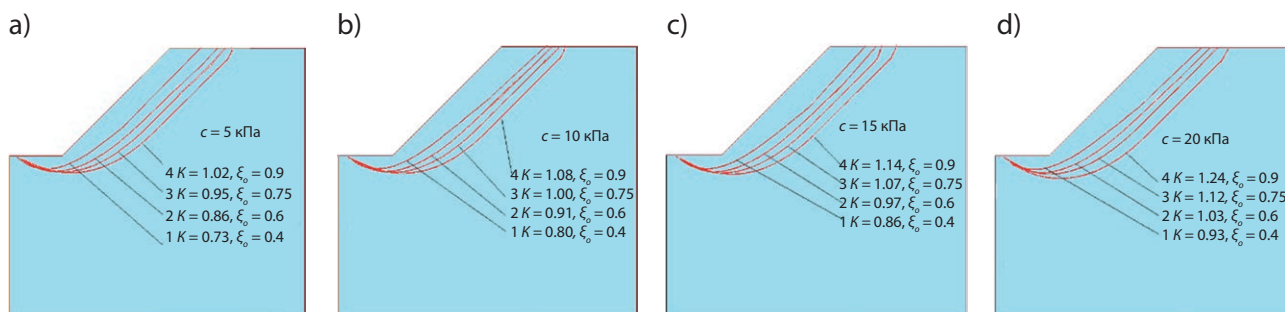 a)
c = 5 кПа
4 K = 1.02, ξₒ = 0.9
3 K = 0.95, ξₒ = 0.75
2 K = 0.86, ξₒ = 0.6
1 K = 0.73, ξₒ = 0.4
b)
c = 10 кПа
4 K = 1.08, ξₒ = 0.9
3 K = 1.00, ξₒ = 0.75
2 K = 0.91, ξₒ = 0.6
1 K = 0.80, ξₒ = 0.4
c)
c = 15 кПа
4 K = 1.14, ξₒ = 0.9
3 K = 1.07, ξₒ = 0.75
2 K = 0.97, ξₒ = 0.6
1 K = 0.86, ξₒ = 0.4
d)
c = 20 кПа
4 K = 1.24, ξₒ = 0.9
3 K = 1.12, ξₒ = 0.75
2 K = 1.03, ξₒ = 0.6
1 K = 0.93, ξₒ = 0.4